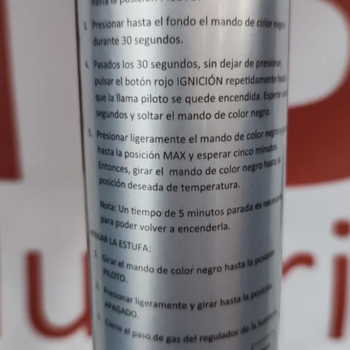 hasta la posición
3. Presionar hasta el fondo el mando de color negro
durante 30 segundos.
4. Pasados los 30 segundos, sin dejar de presionar,
pulsar el botón rojo IGNICIÓN repetidamente hasta
que la llama piloto se quede encendida. Esperar
segundos y soltar el mando de color negro.
5. Presionar ligeramente el mando de color negro y
hasta la posición MAX y esperar cinco minutos.
Entonces, girar el mando de color negro hasta la
posición deseada de temperatura.
Nota: Un tiempo de 5 minutos parada es necesario
para poder volver a encenderla.
APAGAR LA ESTUFA:
1. Girar el mando de color negro hasta la posición
PILOTO.
2. Presionar ligeramente y girar hasta la posición
APAGADO.
3. Cierre el paso de gas del regulador de la